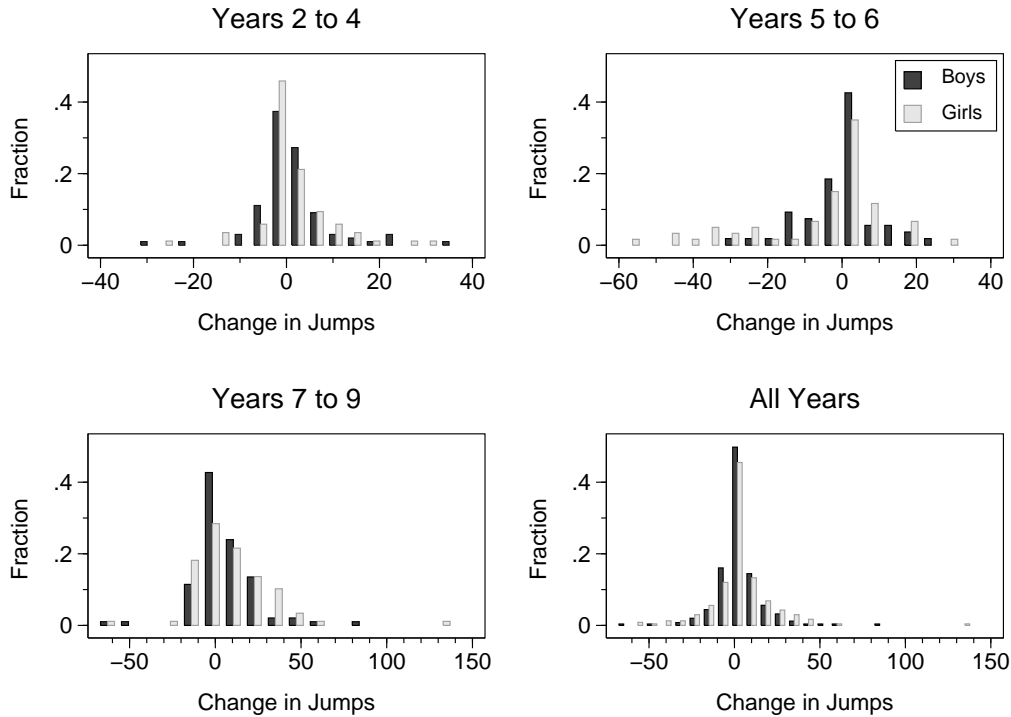 Years 2 to 4
Fraction
.4
.2
0
−40
−20
0
20
40
Change in Jumps
Years 5 to 6
Boys
Girls
Fraction
.4
.2
0
−40
−20
0
20
40
−60
Change in Jumps
Years 7 to 9
Fraction
.4
.2
0
−50
0
50
100
150
Change in Jumps
All Years
Fraction
.4
.2
0
−50
0
50
100
150
Change in Jumps